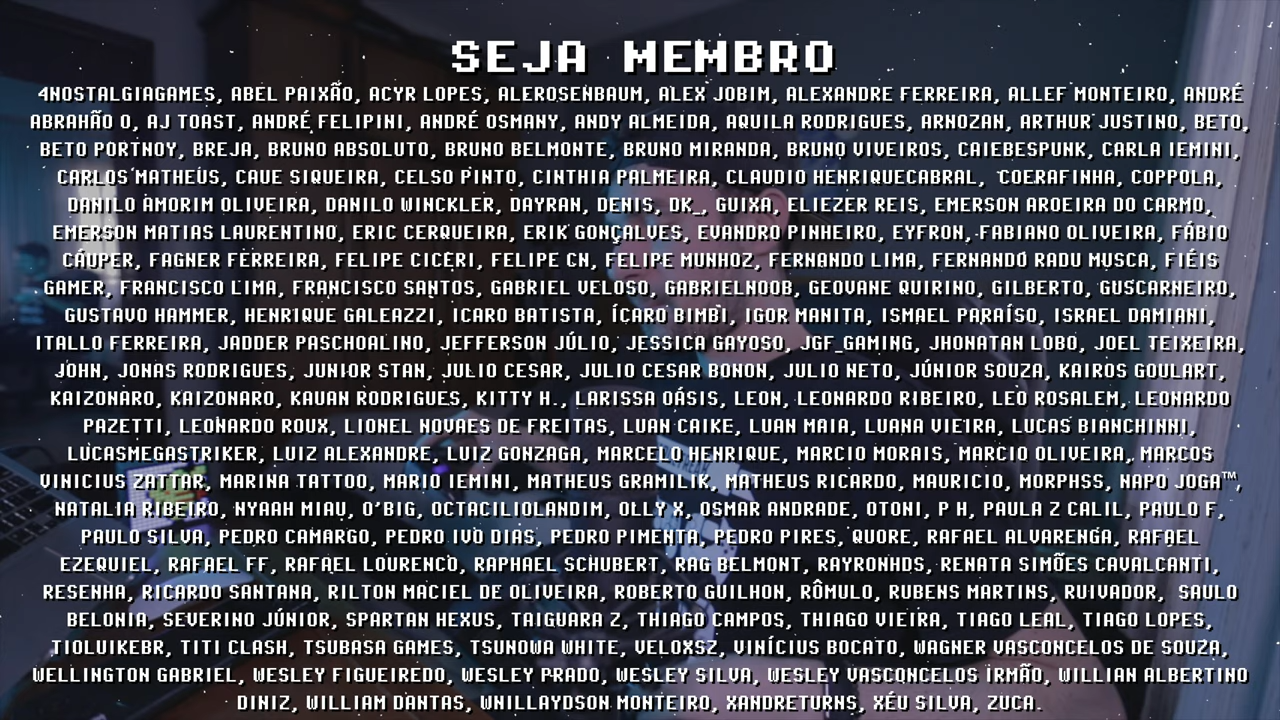 SEJA MEMBRO
4NOSTALGIAGAMES, ABEL PAIXÃO, ACYR LOPES, ALEROSENBAUM, ALEX JOBIM, ALEXANDRE FERREIRA, ALLEF MONTEIRO, ANDRÉ
ABRAHÃO O, AJ TOAST, ANDRÉ FELIPINI, ANDRÉ OSMANY, ANDY ALMEIDA, AQUILA RODRIGUES, ARNOZAN, ARTHUR JUSTINO, BETO,
BETO PORTNOY, BREJA, BRUNO ABSOLUTO, BRUNO BELMONTE, BRUNO MIRANDA, BRUNO VIVEIROS, CAIEBESPUNK, CARLA IEMINI,
CARLOS MATHEUS, CAVE SIQUEIRA, CELSO PINTO, CINTHIA PALMEIRA, CLAUDIO HENRIQUECABRAL, COERAFINHA, COPPOLA,
DANILO AMORIM OLIVEIRA, DANILO WINCKLER, DAYRAN, DENIS, DK_, GUIXA, ELIEZER REIS, EMERSON AROEIRA DO CARMO,
EMERSON MATIAS LAURENTINO, ERIC CERQUEIRA, ERIK GONÇALVES, EVANDRO PINHEIRO, EYFRON, FABIANO OLIVEIRA, FÁBIO
CÁUPER, FAGNER FERREIRA, FELIPE CICERI, FELIPE CN, FELIPE MUNHOZ, FERNANDO LIMA, FERNANDO RADU MUSCA, FIÉIS
GAMER, FRANCISCO LIMA, FRANCISCO SANTOS, GABRIEL VELOSO, GABRIELNOOB, GEOVANE QUIRINO, GILBERTO, GUSCARNEIRO,
GUSTAVO HAMMER, HENRIQUE GALEAZZI, ICARO BATISTA, ÍCARO BIMBI, IGOR MANITA, ISMAEL PARAÍSO, ISRAEL DAMIANI,
ITALLO FERREIRA, JADDER PASCHOALINO, JEFFERSON JÚLIO, JESSICA GAYOSO, JGF_GAMING, JHONATAN LOBO, JOEL TEIXEIRA,
JOHN, JONAS RODRIGUES, JUNIOR STAN, JULIO CESAR, JULIO CESAR BONON, JULIO NETO, JÚNIOR SOUZA, KAIROS GOULART,
KAIZONARO, KAIZONARO, KAUAN RODRIGUES, KITTY H., LARISSA OÁSIS, LEON, LEONARDO RIBEIRO, LEO ROSALEM, LEONARDO
PAZETTI, LEONARDO ROUX, LIONEL NOVAES DE FREITAS, LUAN CAIKE, LUAN MAIA, LUANA VIEIRA, LUCAS BIANCHINNI,
LUCASMEGASTRIKER, LUIZ ALEXANDRE, LUIZ GONZAGA, MARCELO HENRIQUE, MARCIO MORAIS, MARCIO OLIVEIRA, MARCOS
VINICIUS ZATTAR, MARINA TATTOO, MARIO IEMINI, MATHEUS GRAMILIK, MATHEUS RICARDO, MAURICIO, MORPHSS, NAPO JOGA™,
NATALIA RIBEIRO, NYAAH MIAU, O'BIG, OCTACILIOLANDIM, OLLY X, OSMAR ANDRADE, OTONI, P H, PAULA Z CALIL, PAULO F,
PAULO SILVA, PEDRO CAMARGO, PEDRO IVO DIAS, PEDRO PIMENTA, PEDRO PIRES, QUORE, RAFAEL ALVARENGA, RAFAEL
EZEQUIEL, RAFAEL FF, RAFAEL LOURENCO, RAPHAEL SCHUBERT, RAG BELMONT, RAYRONHDS, RENATA SIMÕES CAVALCANTI,
RESENHA, RICARDO SANTANA, RILTON MACIEL DE OLIVEIRA, ROBERTO GUILHON, RÔMULO, RUBENS MARTINS, RUIVADOR, SAULO
BELONIA, SEVERINO JÚNIOR, SPARTAN HEXUS, TAIGUARA Z, THIAGO CAMPOS, THIAGO VIEIRA, TIAGO LEAL, TIAGO LOPES,
TIOLUIKEBR, TITI CLASH, TSUBASA GAMES, TSUNOWA WHITE, VELOXSZ, VINÍCIUS BOCATO, WAGNER VASCONCELOS DE SOUZA,
WELLINGTON GABRIEL, WESLEY FIGUEIREDO, WESLEY PRADO, WESLEY SILVA, WESLEY VASCONCELOS IRMÃO, WILLIAN ALBERTINO
DINIZ, WILLIAM DANTAS, WNILLAYDSON MONTEIRO, XANDRETURNS, XÉU SILVA, ZUCA.